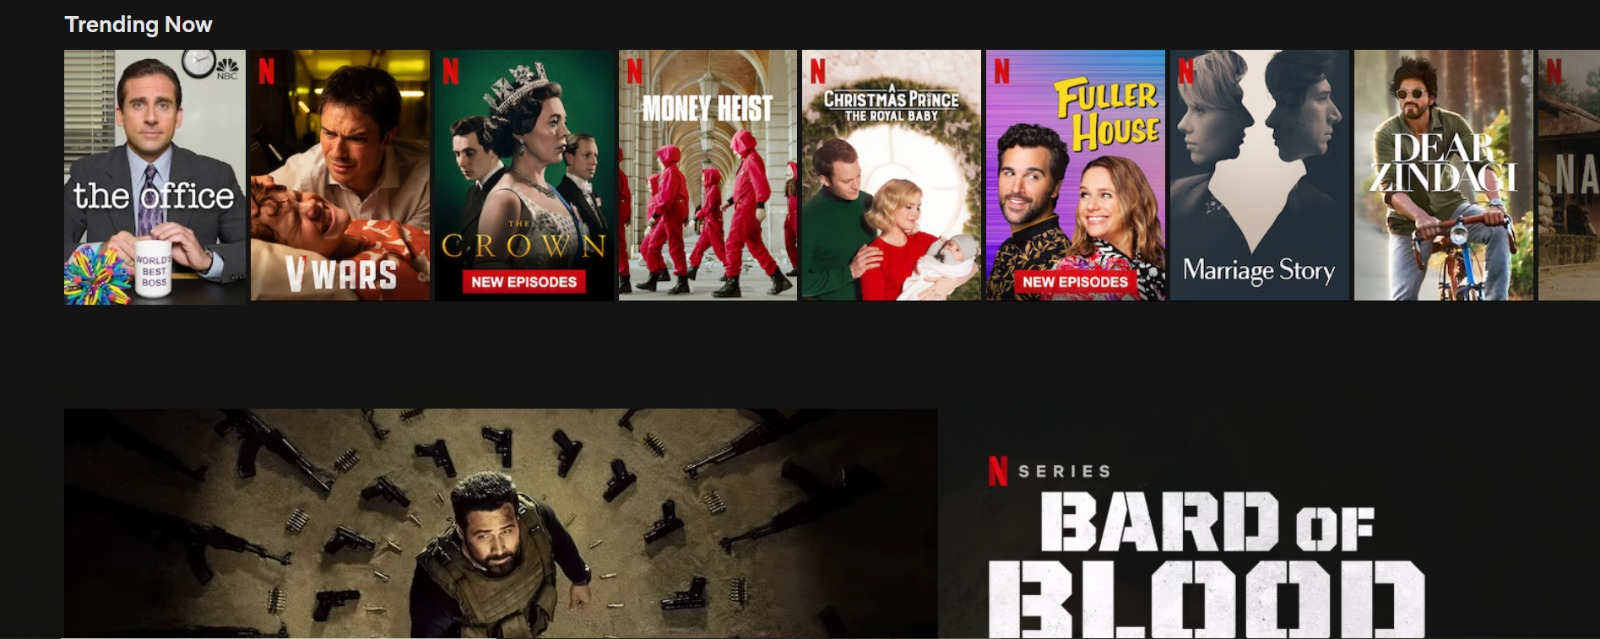 Trending Now
NBC
the office
WORLD'S
BEST
BOSS
N
V WARS
N
THE
CROWN
NEW EPISODES
N
MONEY HEIST
N
A
CHRISTMAS PRINCE
THE ROYAL BABY
N
FULLER
HOUSE
NEW EPISODES
N
Marriage Story
DEAR
ZINDAGI
N
NA
N SERIES
BARD OF
BLOOD